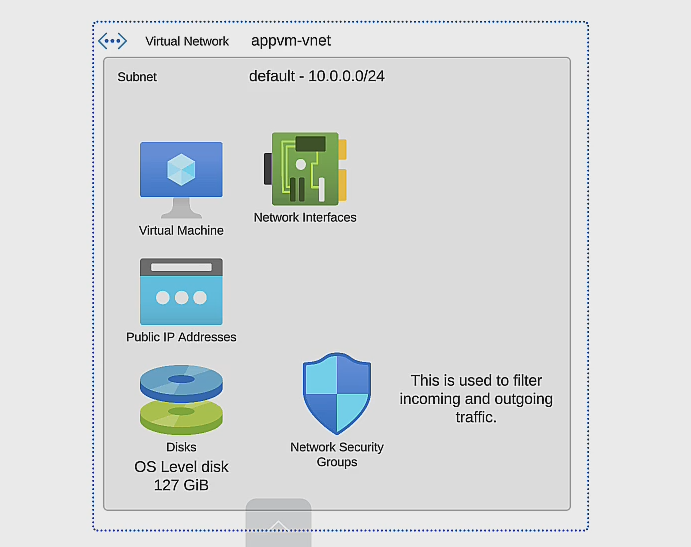 Virtual Network appvm-vnet
Subnet default - 10.0.0.0/24
Virtual Machine
Network Interfaces
Public IP Addresses
Disks
OS Level disk
127 GiB
Network Security
Groups
This is used to filter
incoming and outgoing
traffic.